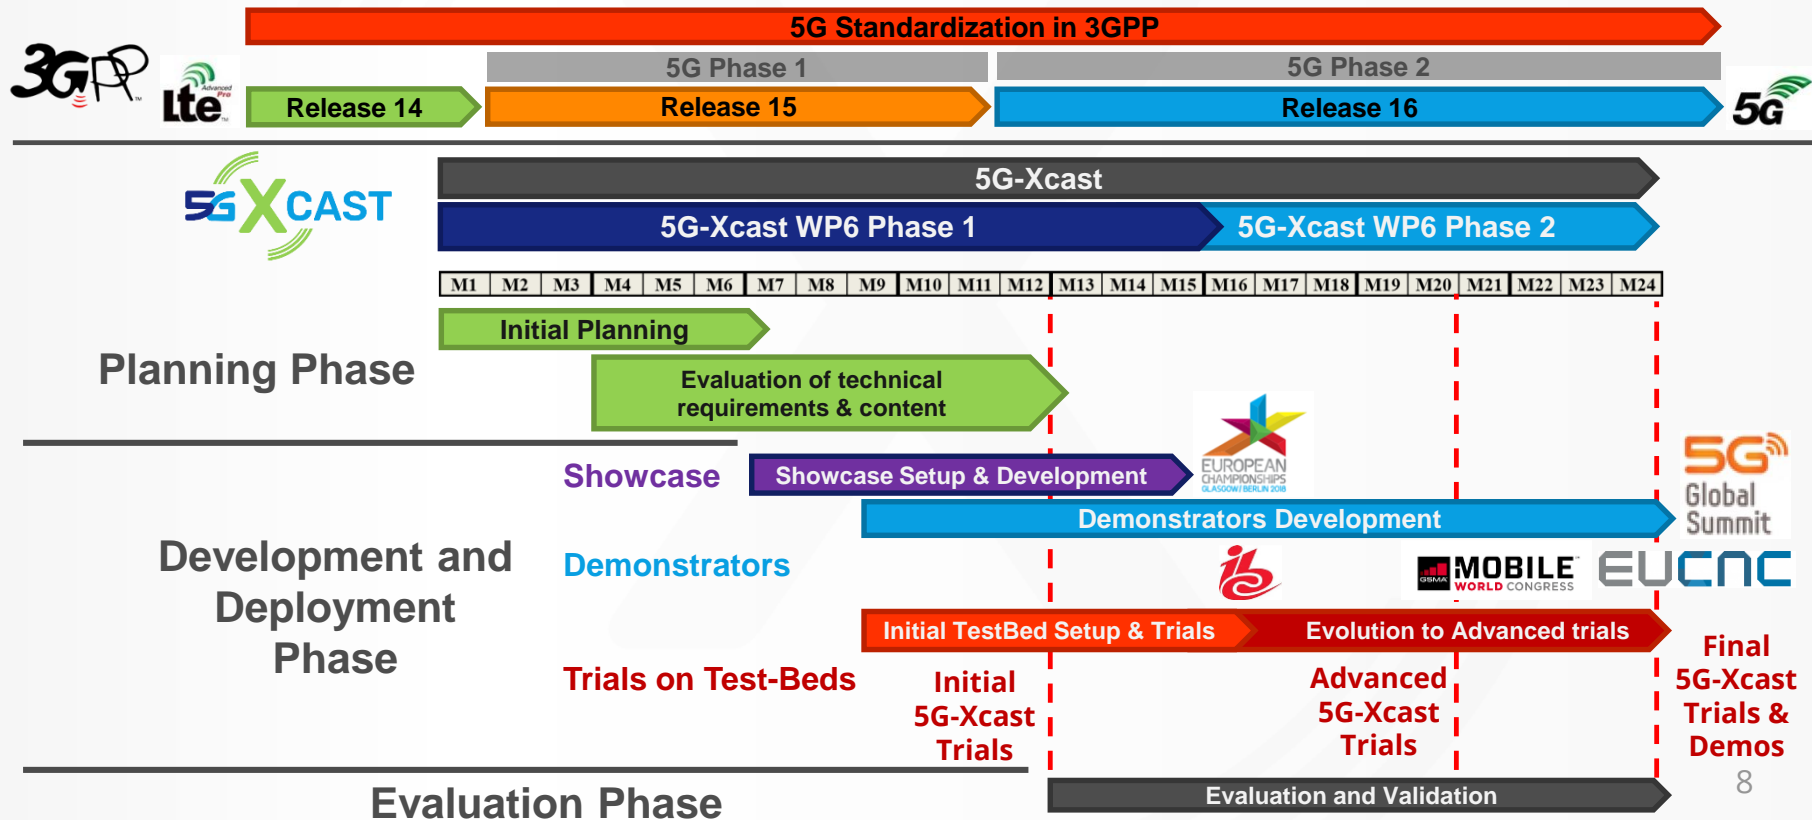 5G Standardization in 3GPP
3GPP
LTE Advanced Pro
5G Phase 1
5G Phase 2
Release 14
Release 15
Release 16
5G
5G XCAST
5G-Xcast
5G-Xcast WP6 Phase 1
5G-Xcast WP6 Phase 2
M1 M2 M3 M4 M5 M6 M7 M8 M9 M10 M11 M12 M13 M14 M15 M16 M17 M18 M19 M20 M21 M22 M23 M24
Planning Phase
Initial Planning
Evaluation of technical
requirements & content
EUROPEAN
CHAMPIONSHIPS
GLASGOW / BERLIN 2018
Showcase
Showcase Setup & Development
5G
Global
Summit
Development and
Deployment
Phase
Demonstrators Development
Demonstrators
GSMA MOBILE
WORLD CONGRESS
EUCNC
Initial TestBed Setup & Trials
Evolution to Advanced trials
Trials on Test-Beds
Initial
5G-Xcast
Trials
Advanced
5G-Xcast
Trials
Final
5G-Xcast
Trials &
Demos
Evaluation Phase
Evaluation and Validation
8